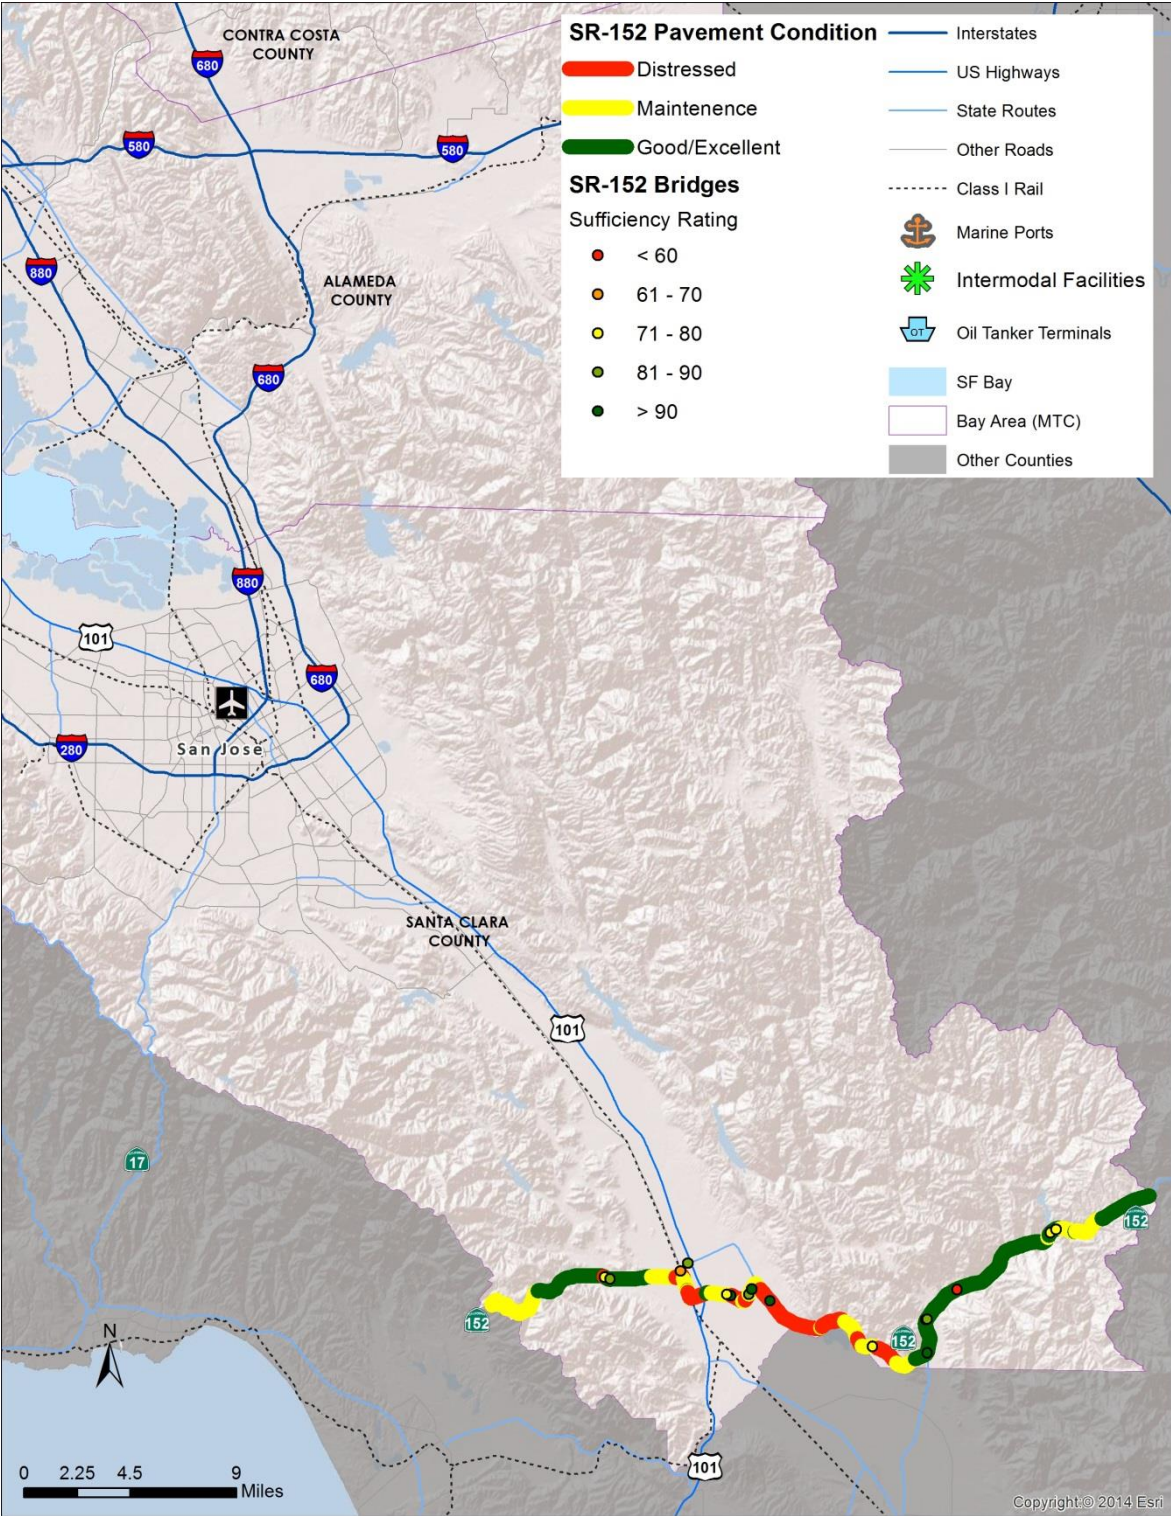 SR-152 Pavement Condition
Distressed
Maintenence
Good/Excellent
SR-152 Bridges
Sufficiency Rating
< 60
61 - 70
71 - 80
81 - 90
> 90
Interstates
US Highways
State Routes
Other Roads
Class I Rail
Marine Ports
Intermodal Facilities
OT
Oil Tanker Terminals
SF Bay
Bay Area (MTC)
Other Counties
CONTRA COSTA
COUNTY
680
580
580
880
ALAMEDA
COUNTY
680
880
101
680
San Jose
280
SANTA CLARA
COUNTY
101
17
152
152
152
N
101
0 2.25 4.5 9
Miles
Copyright:© 2014 Esri